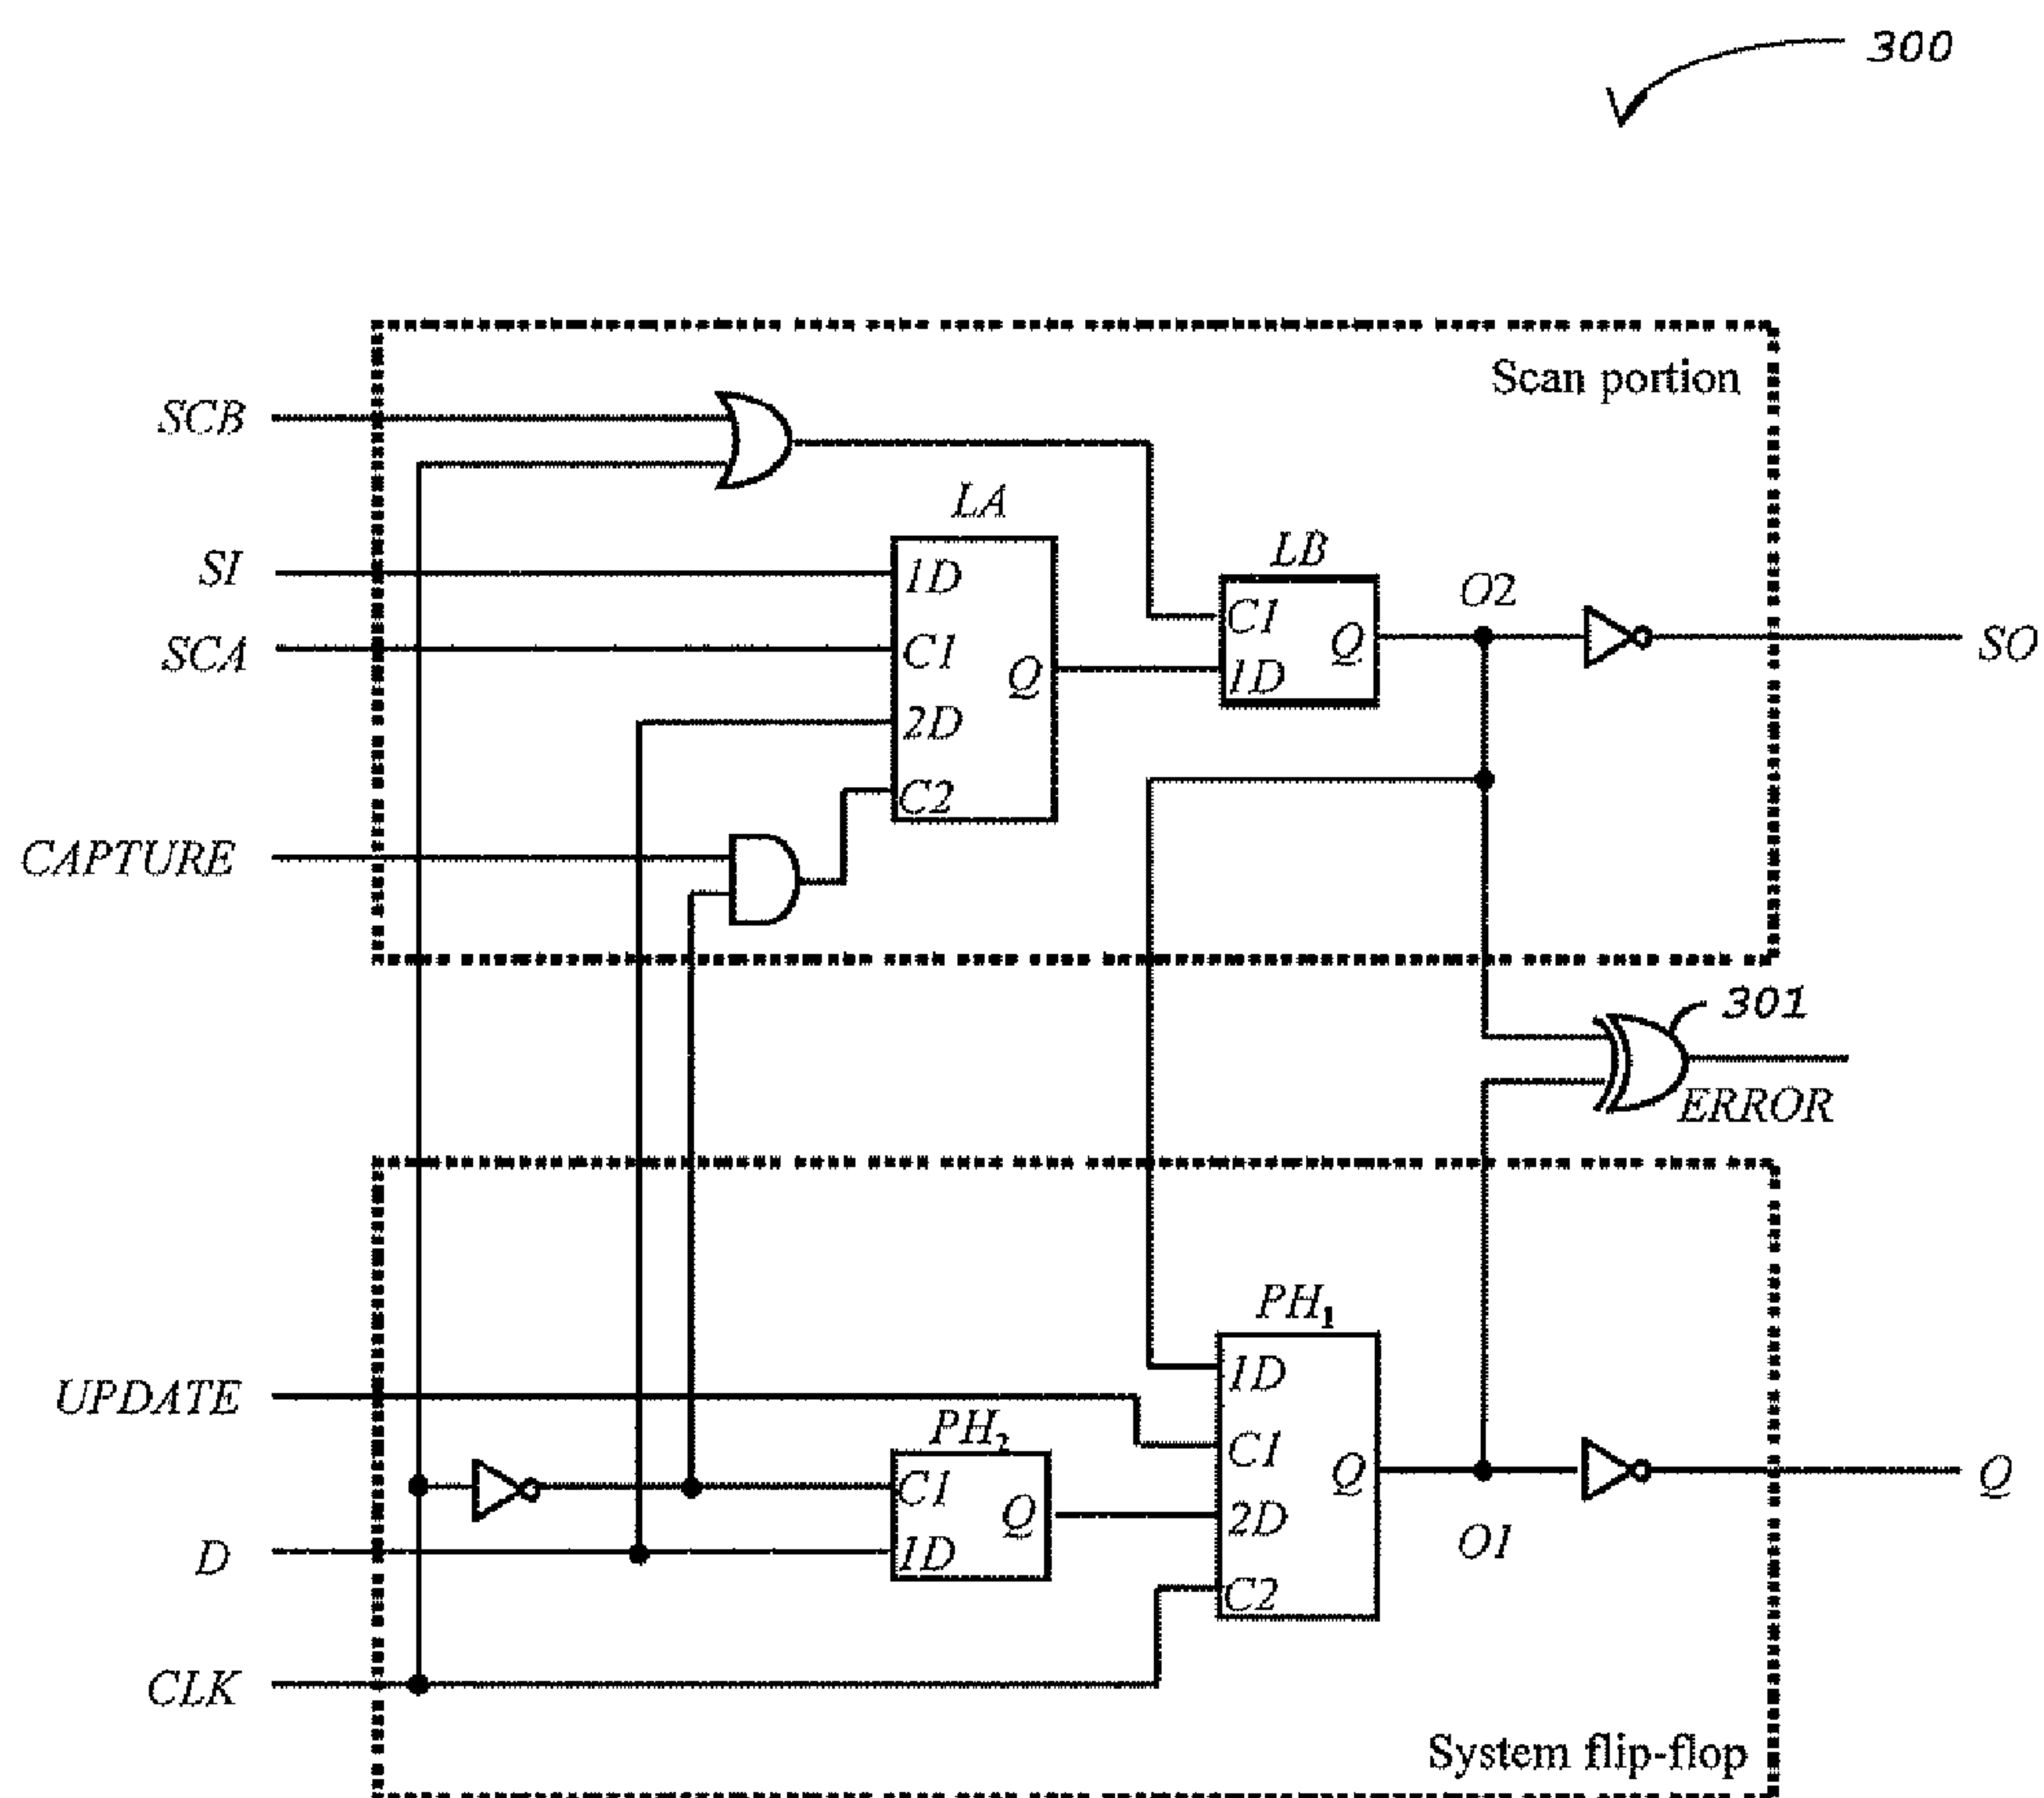 300
Scan portion
SCB
LA
LB
O2
SI
1D
C1
Q
SO
SCA
C1
Q
1D
2D
C2
CAPTURE
301
ERROR
PH1
1D
UPDATE
PH2
C1
C1
Q
Q
Q
2D
O1
D
1D
C2
CLK
System flip-flop